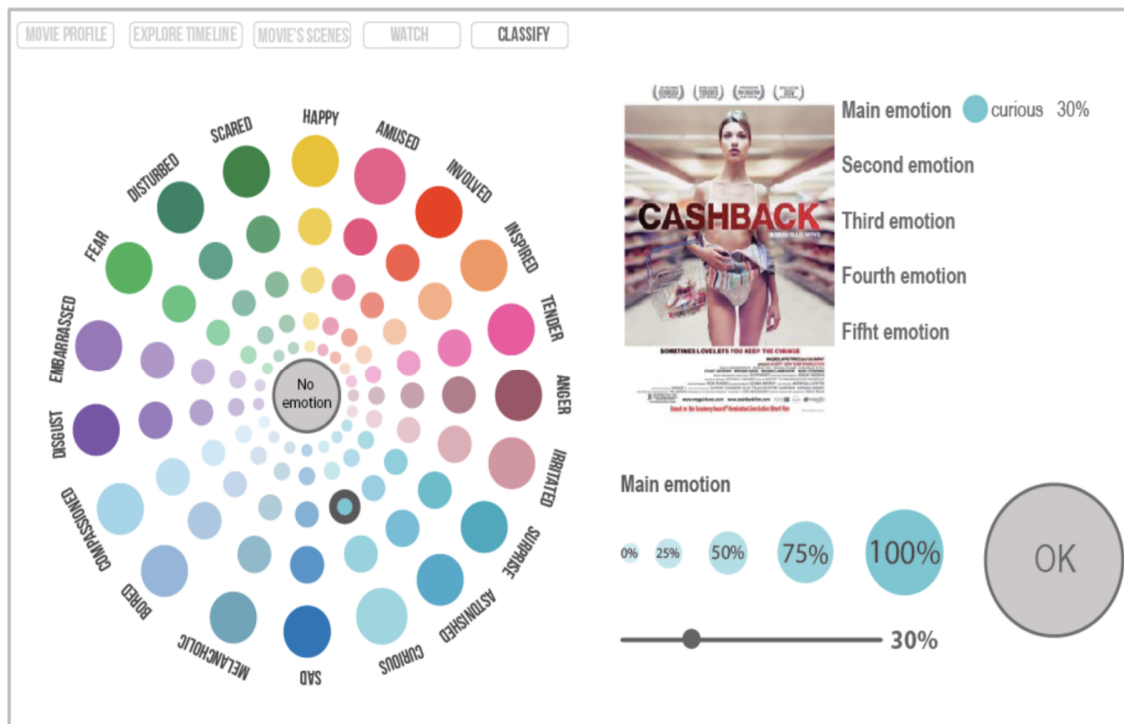 MOVIE PROFILE
EXPLORE TIMELINE
MOVIE'S SCENES
WATCH
CLASSIFY
HAPPY
AMUSED
INVOLVED
INSPIRED
TENDER
ANGER
IRRITATED
SURPRISE
ASTONISHED
CURIOUS
SAD
MELANCHOLIC
BORED
COMPASSIONED
DISGUST
EMBARRASSED
FEAR
DISTURBED
SCARED
No
emotion
CASHBACK
SOMETIMES LOVE LETS YOU KEEP THE CHANGE
Main emotion curious 30%
Second emotion
Third emotion
Fourth emotion
Fifht emotion
Main emotion
0% 25% 50% 75% 100%
30%
OK